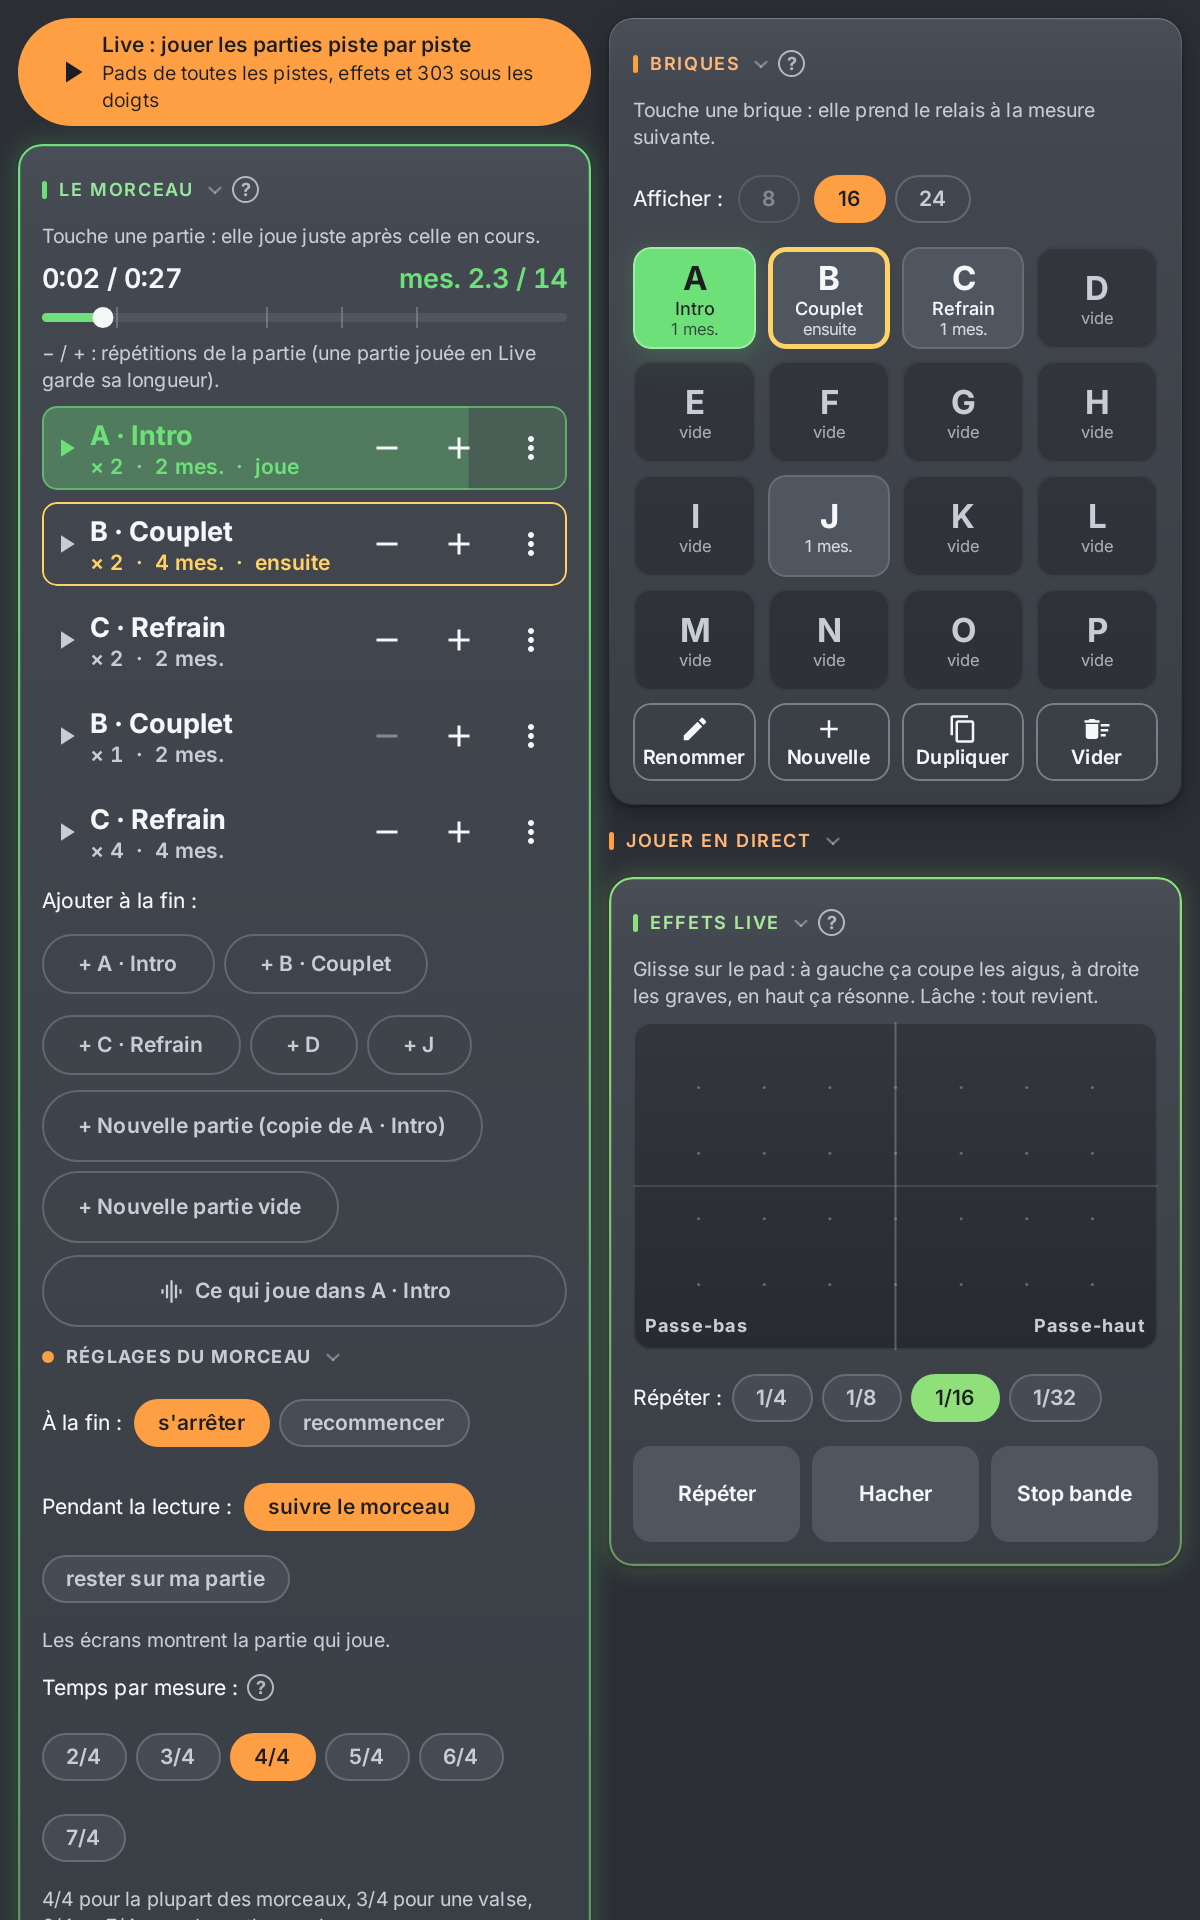 Live : jouer les parties piste par piste
Pads de toutes les pistes, effets et 303 sous les
doigts
LE MORCEAU ?
Touche une partie : elle joue juste après celle en cours.
0:02 / 0:27 mes. 2.3 / 14
− / + : répétitions de la partie (une partie jouée en Live
garde sa longueur).
A · Intro
× 2 · 2 mes. · joue
B · Couplet
× 2 · 4 mes. · ensuite
C · Refrain
× 2 · 2 mes.
B · Couplet
× 1 · 2 mes.
C · Refrain
× 4 · 4 mes.
Ajouter à la fin :
+ A · Intro + B · Couplet
+ C · Refrain + D + J
+ Nouvelle partie (copie de A · Intro)
+ Nouvelle partie vide
Ce qui joue dans A · Intro
RÉGLAGES DU MORCEAU
À la fin : s'arrêter recommencer
Pendant la lecture : suivre le morceau
rester sur ma partie
Les écrans montrent la partie qui joue.
Temps par mesure : ?
2/4 3/4 4/4 5/4 6/4
7/4
4/4 pour la plupart des morceaux, 3/4 pour une valse,
BRIQUES ?
Touche une brique : elle prend le relais à la mesure
suivante.
Afficher : 8 16 24
A B C D
Intro Couplet Refrain vide
1 mes. ensuite 1 mes.
E F G H
vide vide vide vide
I J K L
vide 1 mes. vide vide
M N O P
vide vide vide vide
Renommer Nouvelle Dupliquer Vider
JOUER EN DIRECT
EFFETS LIVE ?
Glisse sur le pad : à gauche ça coupe les aigus, à droite
les graves, en haut ça résonne. Lâche : tout revient.
Passe-bas Passe-haut
Répéter : 1/4 1/8 1/16 1/32
Répéter Hacher Stop bande